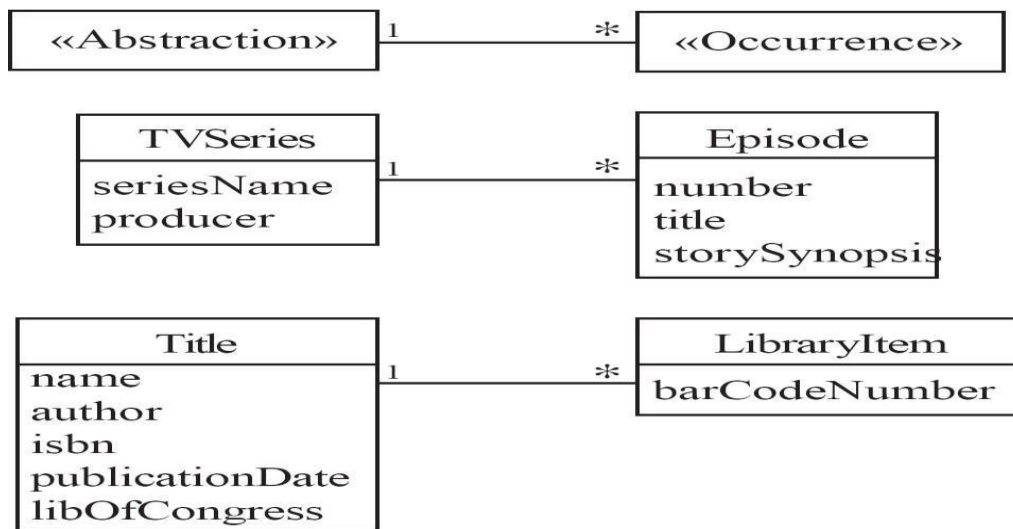 «Abstraction» 1 * «Occurrence»
TVSeries
seriesName
producer
1 *
Episode
number
title
storySynopsis
Title
name
author
isbn
publicationDate
libOfCongress
1 *
LibraryItem
barCodeNumber